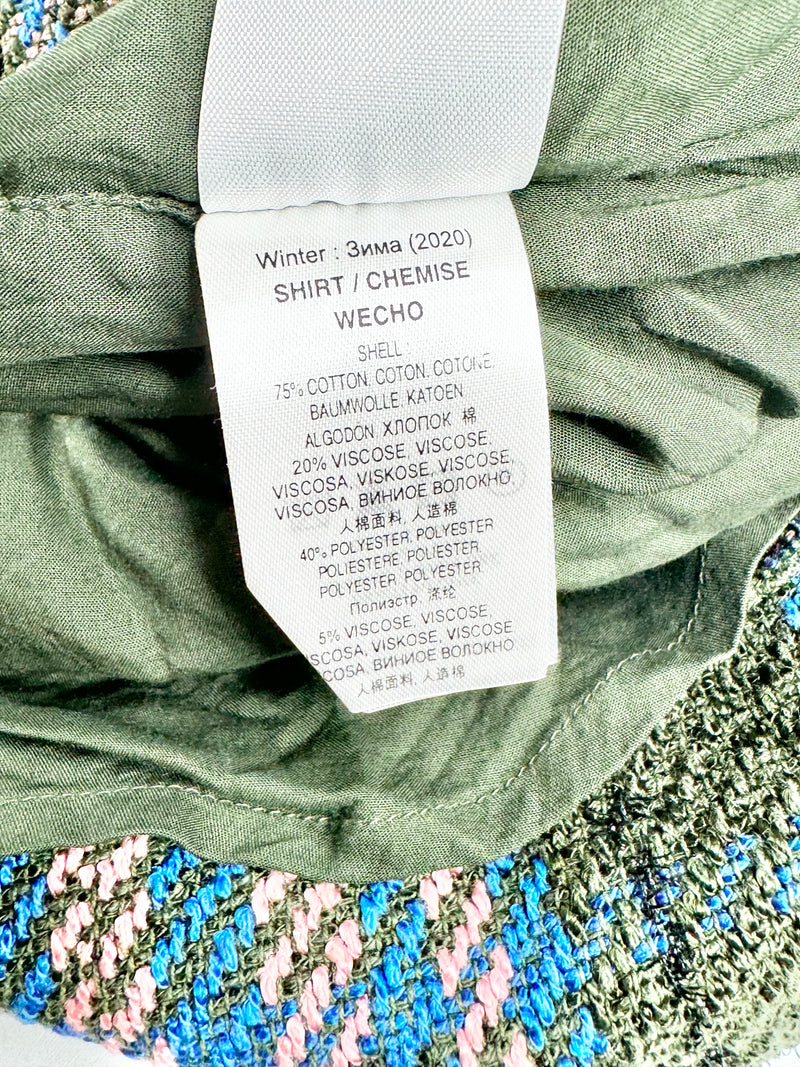 Winter : Зима (2020)
SHIRT / CHEMISE
WECHO
SHELL :
75% COTTON, COTON, COTONE,
BAUMWOLLE, KATOEN
ALGODON, ХЛОПОК 棉
20% VISCOSE, VISCOSE,
VISCOSA, VISKOSE, VISCOSE,
VISCOSA, ВИНИОЕ ВОЛОКНО,
人棉面料, 人造棉
40% POLYESTER, POLYESTER
POLIESTERE, POLIESTER,
POLYESTER, POLYESTER
Полиэстр, 涤纶
5% VISCOSE, VISCOSE,
SCOSA, VISKOSE, VISCOSE
COSA, ВИНИОЕ ВОЛОКНО
人棉面料, 人造棉